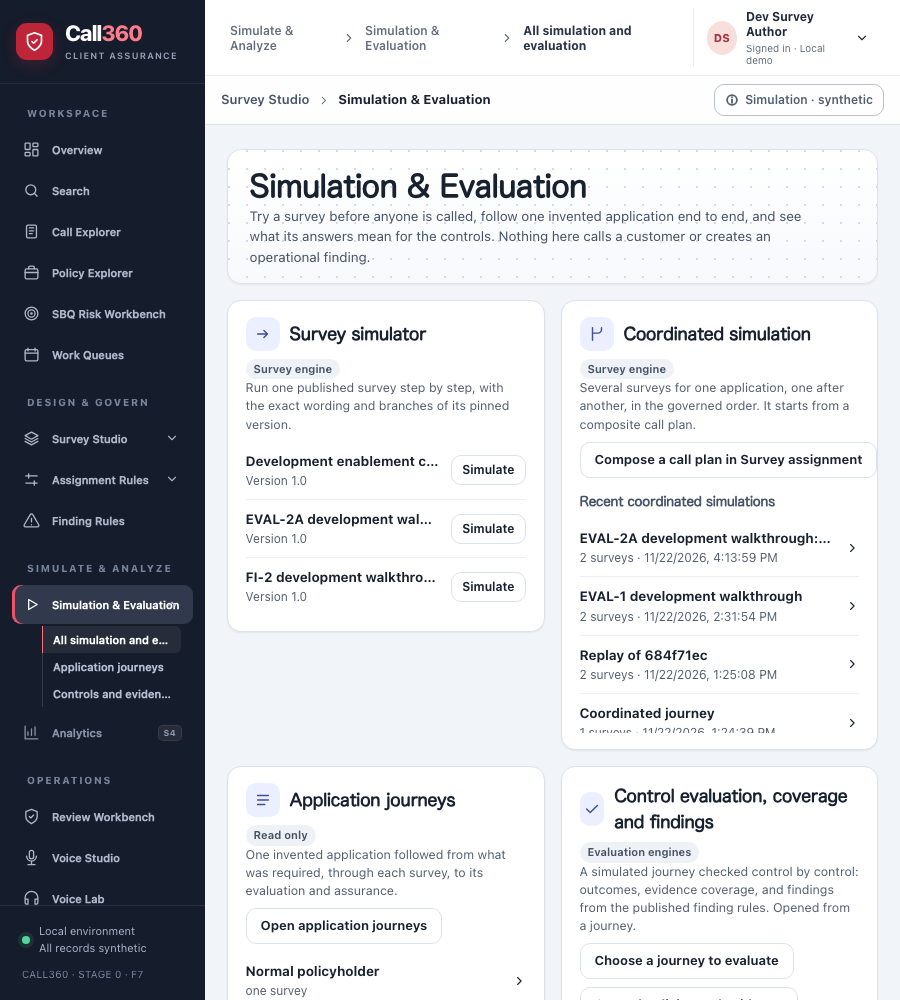 Call360
CLIENT ASSURANCE
WORKSPACE
Overview
Search
Call Explorer
Policy Explorer
SBQ Risk Workbench
Work Queues
DESIGN & GOVERN
Survey Studio
Assignment Rules
Finding Rules
SIMULATE & ANALYZE
Simulation & Evaluation
All simulation and e...
Application journeys
Controls and eviden...
Analytics
S4
OPERATIONS
Review Workbench
Voice Studio
Voice Lab
Local environment
All records synthetic
CALL360 · STAGE 0 · F7
Simulate &
Analyze
Simulation &
Evaluation
All simulation and
evaluation
DS
Dev Survey
Author
Signed in · Local
demo
Survey Studio
Simulation & Evaluation
Simulation · synthetic
Simulation & Evaluation
Try a survey before anyone is called, follow one invented application end to end, and see
what its answers mean for the controls. Nothing here calls a customer or creates an
operational finding.
Survey simulator
Survey engine
Run one published survey step by step, with
the exact wording and branches of its pinned
version.
Development enablement c...
Version 1.0
Simulate
EVAL-2A development wal...
Version 1.0
Simulate
FI-2 development walkthro...
Version 1.0
Simulate
Coordinated simulation
Survey engine
Several surveys for one application, one after
another, in the governed order. It starts from a
composite call plan.
Compose a call plan in Survey assignment
Recent coordinated simulations
EVAL-2A development walkthrough:...
2 surveys · 11/22/2026, 4:13:59 PM
EVAL-1 development walkthrough
2 surveys · 11/22/2026, 2:31:54 PM
Replay of 684f71ec
2 surveys · 11/22/2026, 1:25:08 PM
Coordinated journey
1 surveys · 11/22/2026, 1:24:39 PM
Application journeys
Read only
One invented application followed from what
was required, through each survey, to its
evaluation and assurance.
Open application journeys
Normal policyholder
one survey
Control evaluation, coverage
and findings
Evaluation engines
A simulated journey checked control by control:
outcomes, evidence coverage, and findings
from the published finding rules. Opened from
a journey.
Choose a journey to evaluate